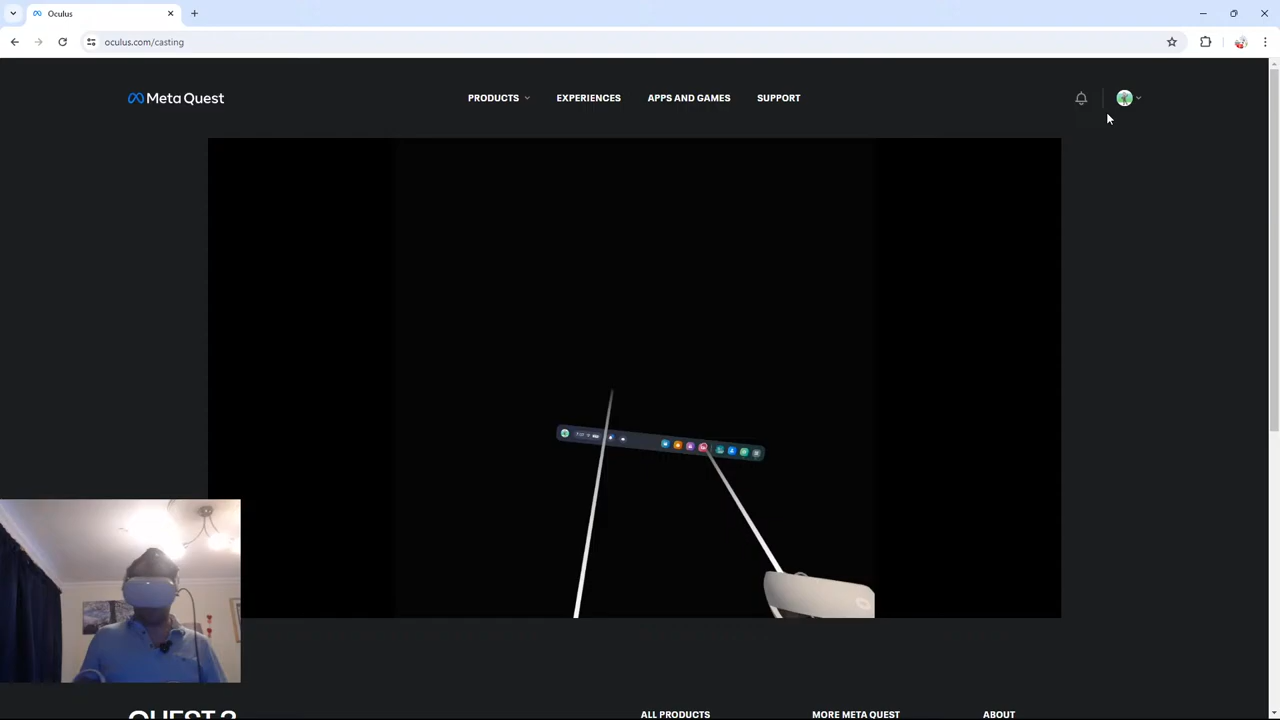 Oculus
oculus.com/casting
Meta Quest
PRODUCTS
EXPERIENCES
APPS AND GAMES
SUPPORT
ALL PRODUCTS
MORE META QUEST
ABOUT